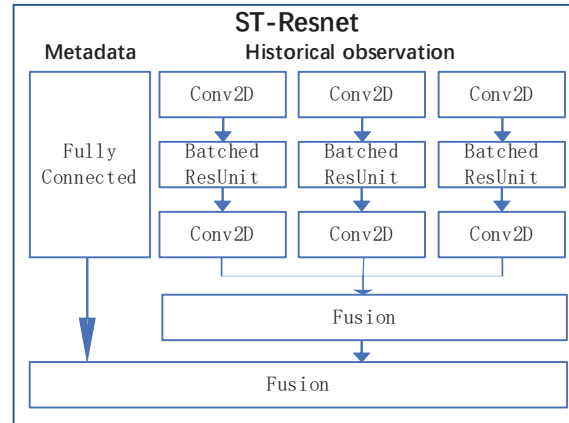 ST-Resnet
Metadata
Historical observation
Fully
Connected
Conv2D
Conv2D
Conv2D
Batched
ResUnit
Batched
ResUnit
Batched
ResUnit
Conv2D
Conv2D
Conv2D
Fusion
Fusion